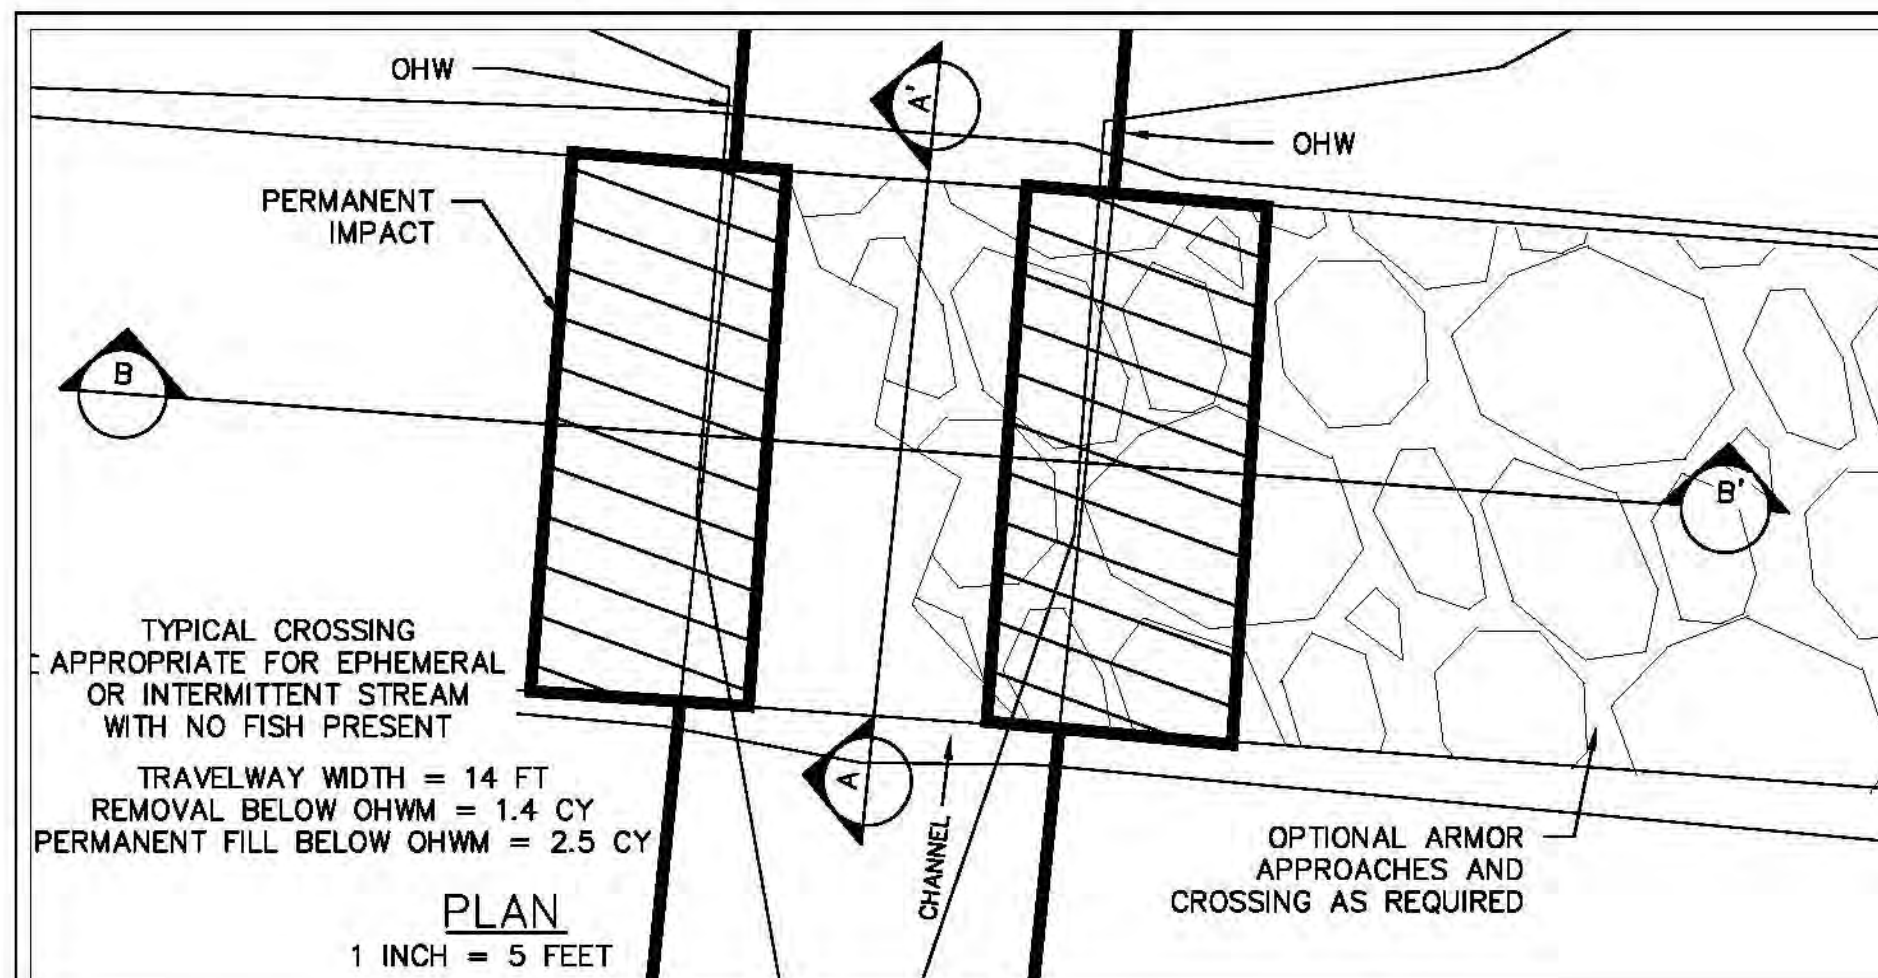 OHW
A'
OHW
PERMANENT
IMPACT
B
B'
TYPICAL CROSSING
APPROPRIATE FOR EPHEMERAL
OR INTERMITTENT STREAM
WITH NO FISH PRESENT
A
TRAVELWAY WIDTH = 14 FT
REMOVAL BELOW OHWM = 1.4 CY
PERMANENT FILL BELOW OHWM = 2.5 CY
CHANNEL
OPTIONAL ARMOR
APPROACHES AND
CROSSING AS REQUIRED
PLAN
1 INCH = 5 FEET